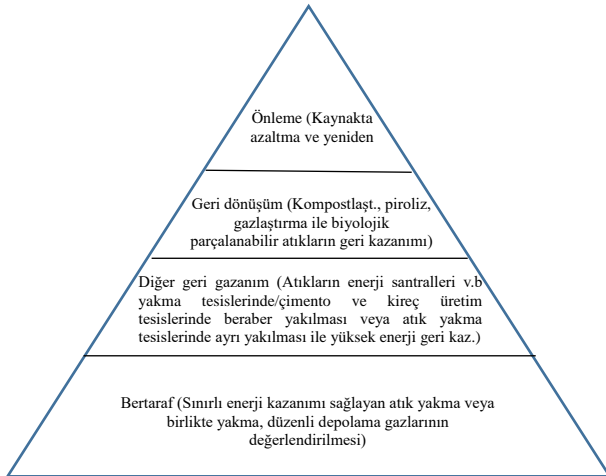 Önleme (Kaynakta
azaltma ve yeniden
Geri dönüşüm (Kompostlaşt., piroliz,
gazlaştırma ile biyolojik
parçalanabilir atıkların geri kazanımı)
Diğer geri gazanım (Atıkların enerji santralleri v.b
yakma tesislerinde/çimento ve kireç üretim
tesislerinde beraber yakılması veya atık yakma
tesislerinde ayrı yakılması ile yüksek enerji geri kaz.)
Bertaraf (Sınırlı enerji kazanımı sağlayan atık yakma veya
birlikte yakma, düzenli depolama gazlarının
değerlendirilmesi)